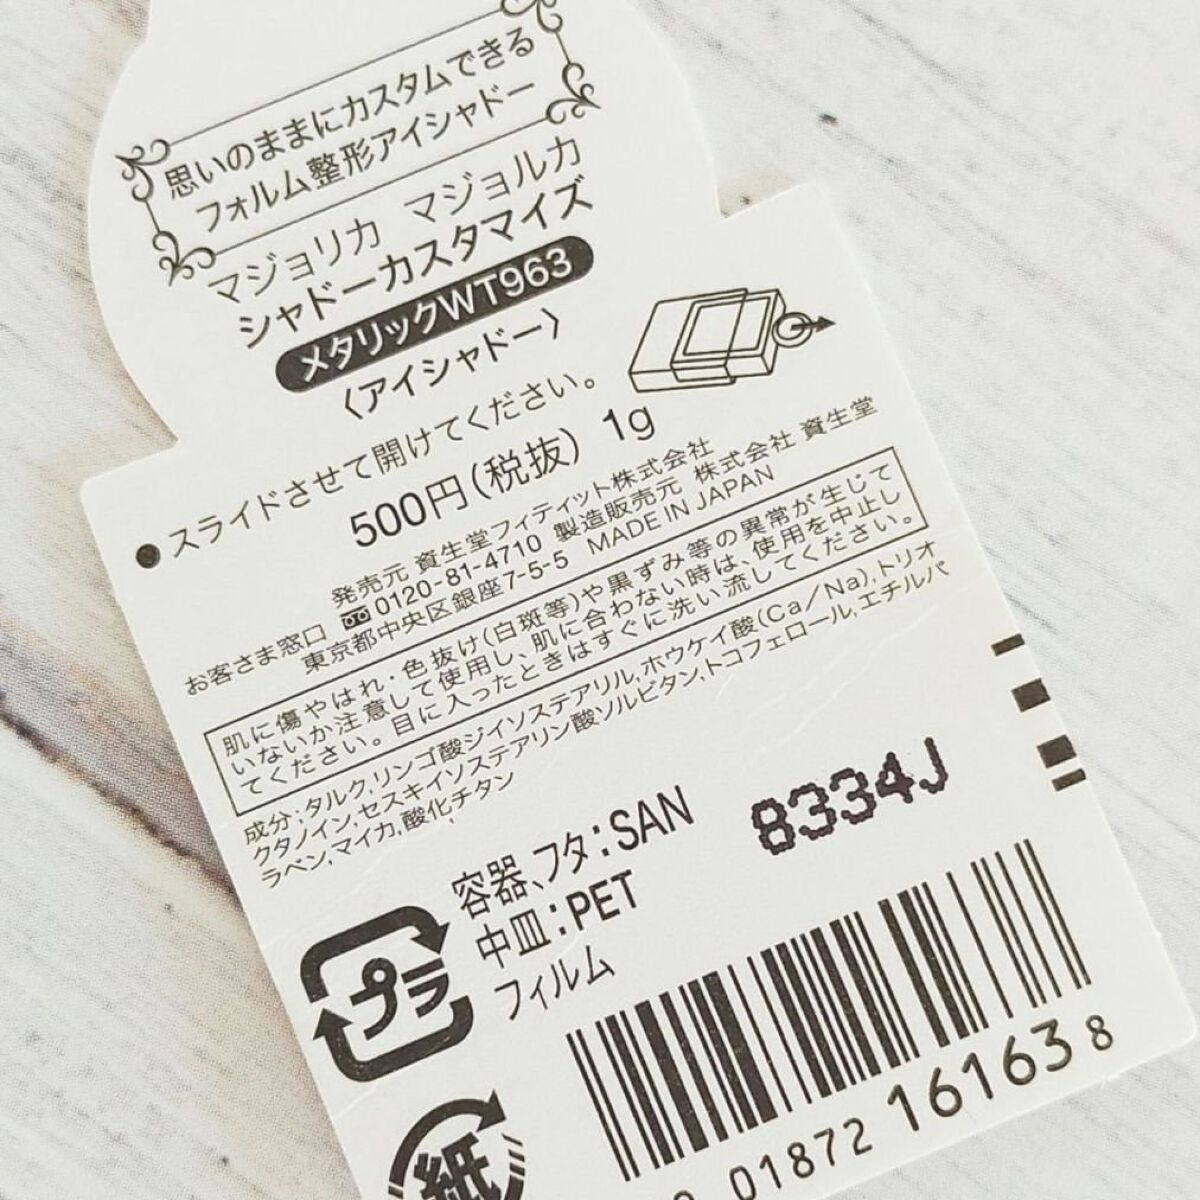 思いのままにカスタムできる
フォルム整形アイシャドー
マジョリカ マジョルカ
シャドーカスタマイズ
メタリックWT963
〈アイシャドー〉
●スライドさせて開けてください。
500円(税抜) 1g
発売元 資生堂フィティット株式会社
お客さま窓口 0120-81-4710 製造販売元 株式会社 資生堂
東京都中央区銀座7-5-5 MADE IN JAPAN
肌に傷やはれ・色抜け(白斑等)や黒ずみ等の異常が生じて
いないか注意して使用し、肌に合わない時は、使用を中止し
てください。目に入ったときはすぐに洗い流してください。
成分;タルク,リンゴ酸ジイソステアリル,ホウケイ酸(Ca/Na),トリオ
クタノイン,セスキイソステアリン酸ソルビタン,トコフェロール,エチルパ
ラベン,マイカ,酸化チタン
8334J
容器、フタ:SAN
中皿:PET
フィルム
プラ
紙
01872 16163 8